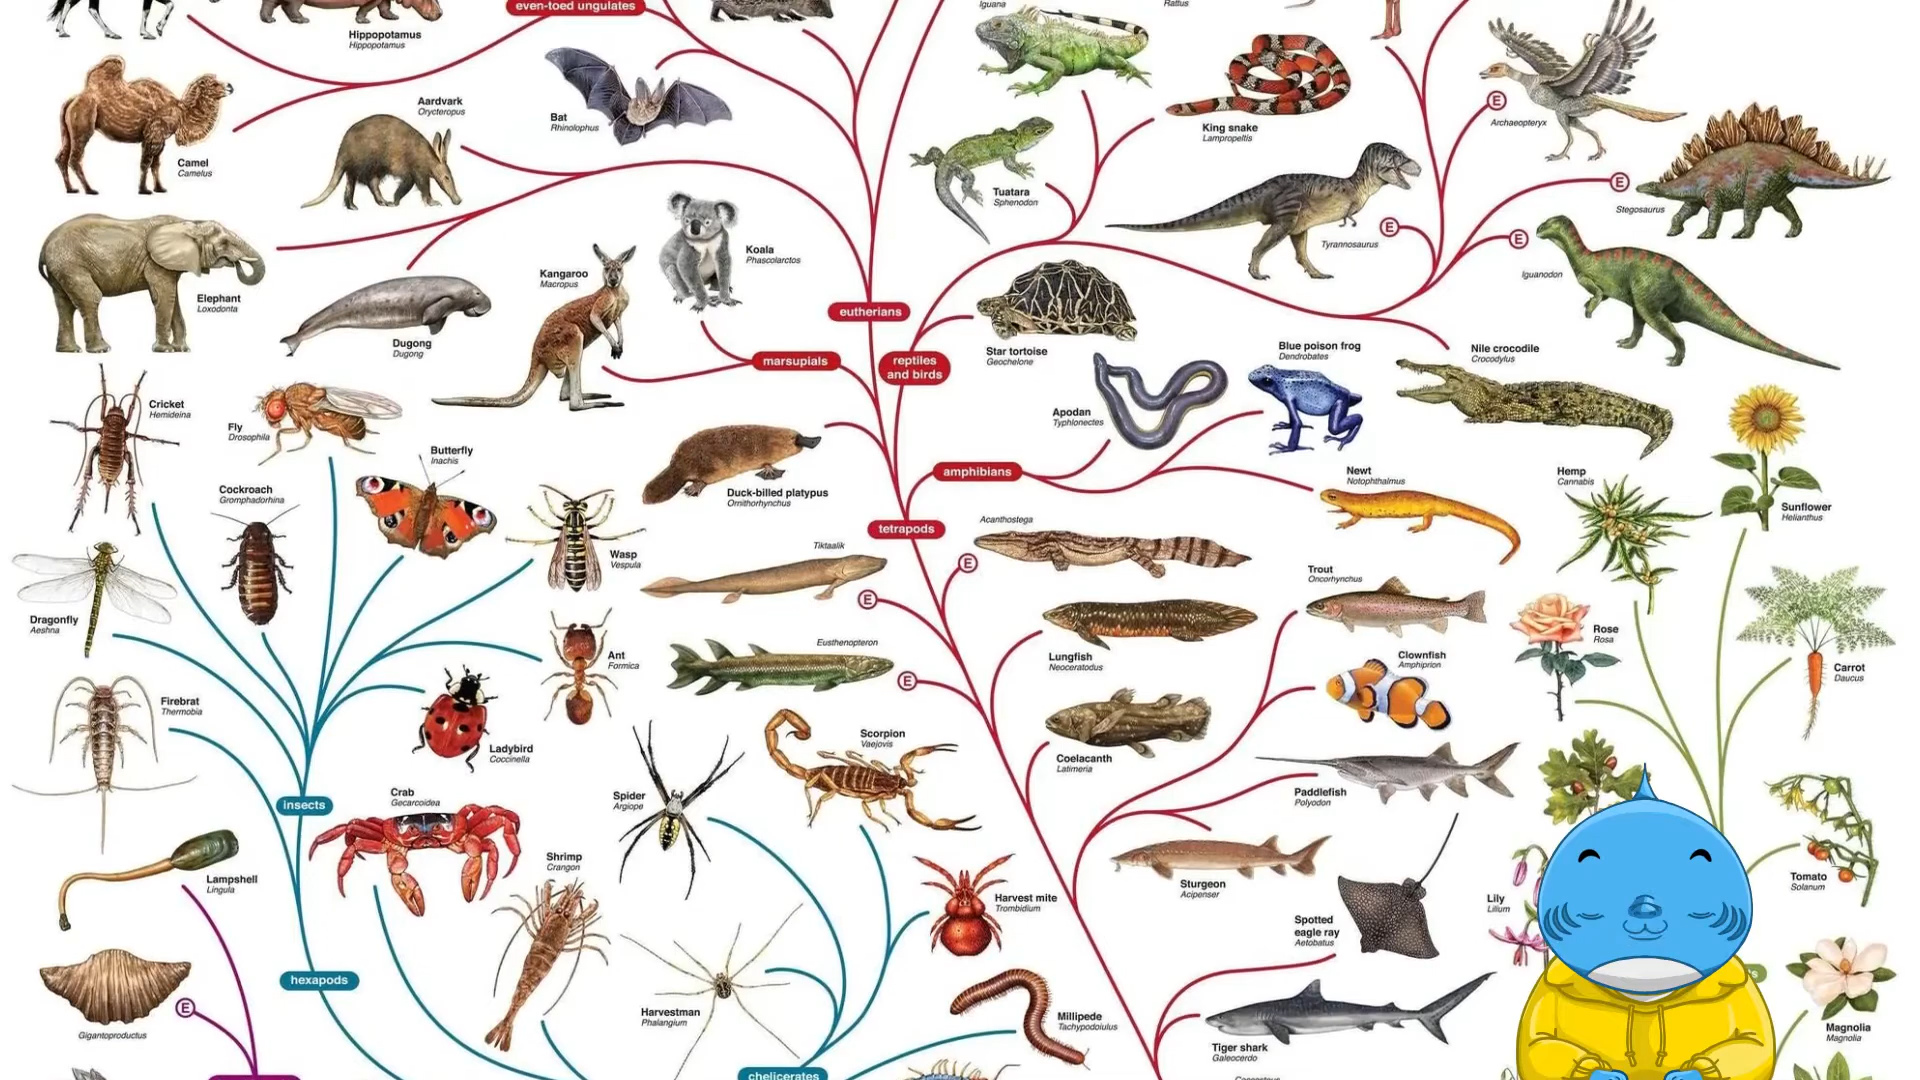 even-toed ungulates
Hippopotamus
Hippopotamus
Iguana
Rattus
Archaeopteryx
Aardvark
Orycteropus
Bat
Rhinolophus
King snake
Lampropeltis
E
Camel
Camelus
Tuatara
Sphenodon
E
Stegosaurus
E
Tyrannosaurus
E
Iguanodon
Koala
Phascolarctos
Kangaroo
Macropus
Elephant
Loxodonta
eutherians
Dugong
Dugong
marsupials
reptiles
and birds
Star tortoise
Geochelone
Blue poison frog
Dendrobates
Nile crocodile
Crocodylus
Cricket
Hemideina
Fly
Drosophila
Apodan
Typhlonectes
Butterfly
Inachis
amphibians
Newt
Notophthalmus
Hemp
Cannabis
Cockroach
Gromphadorhina
Duck-billed platypus
Ornithorhynchus
Sunflower
Helianthus
Acanthostega
tetrapods
Tiktaalik
Wasp
Vespula
E
E
Trout
Oncorhynchus
Dragonfly
Aeshna
Rose
Rosa
Ant
Formica
Eusthenopteron
E
Lungfish
Neoceratodus
Clownfish
Amphiprion
Carrot
Daucus
Firebrat
Thermobia
Ladybird
Coccinella
Scorpion
Vaejovis
Coelacanth
Latimeria
Crab
Gecarcoidea
Spider
Argiope
insects
Paddlefish
Polyodon
Shrimp
Crangon
Lampshell
Lingula
Sturgeon
Acipenser
Tomato
Solanum
Harvest mite
Trombidium
Lily
Lilium
Spotted
eagle ray
Aetobatus
hexapods
E
Gigantoproductus
Harvestman
Phalangium
Millipede
Tachypodoiulus
Tiger shark
Galeocerdo
Magnolia
Magnolia
chelicerates